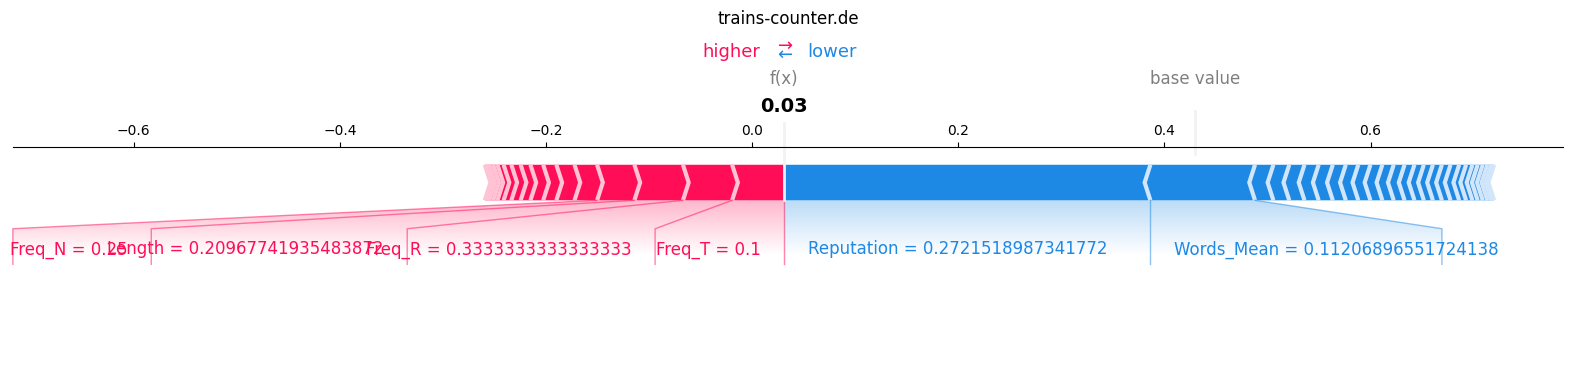 trains-counter.de
higher ⇄ lower
f(x) base value
0.03
−0.6 −0.4 −0.2 0.0 0.2 0.4 0.6
Freq_N = 0.25 Length = 0.20967741935483872 Freq_R = 0.3333333333333333 Freq_T = 0.1 Reputation = 0.2721518987341772 Words_Mean = 0.11206896551724138